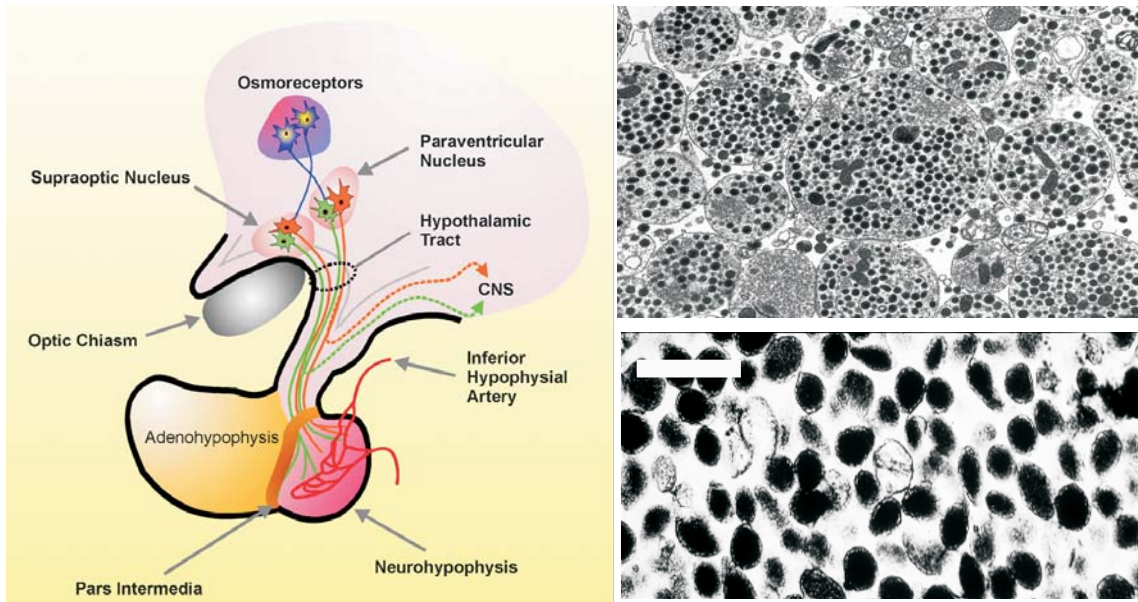 Osmoreceptors
Paraventricular
Nucleus
Supraoptic Nucleus
Hypothalamic
Tract
CNS
Optic Chiasm
Inferior
Hypophysial
Artery
Adenohypophysis
Neurohypophysis
Pars Intermedia